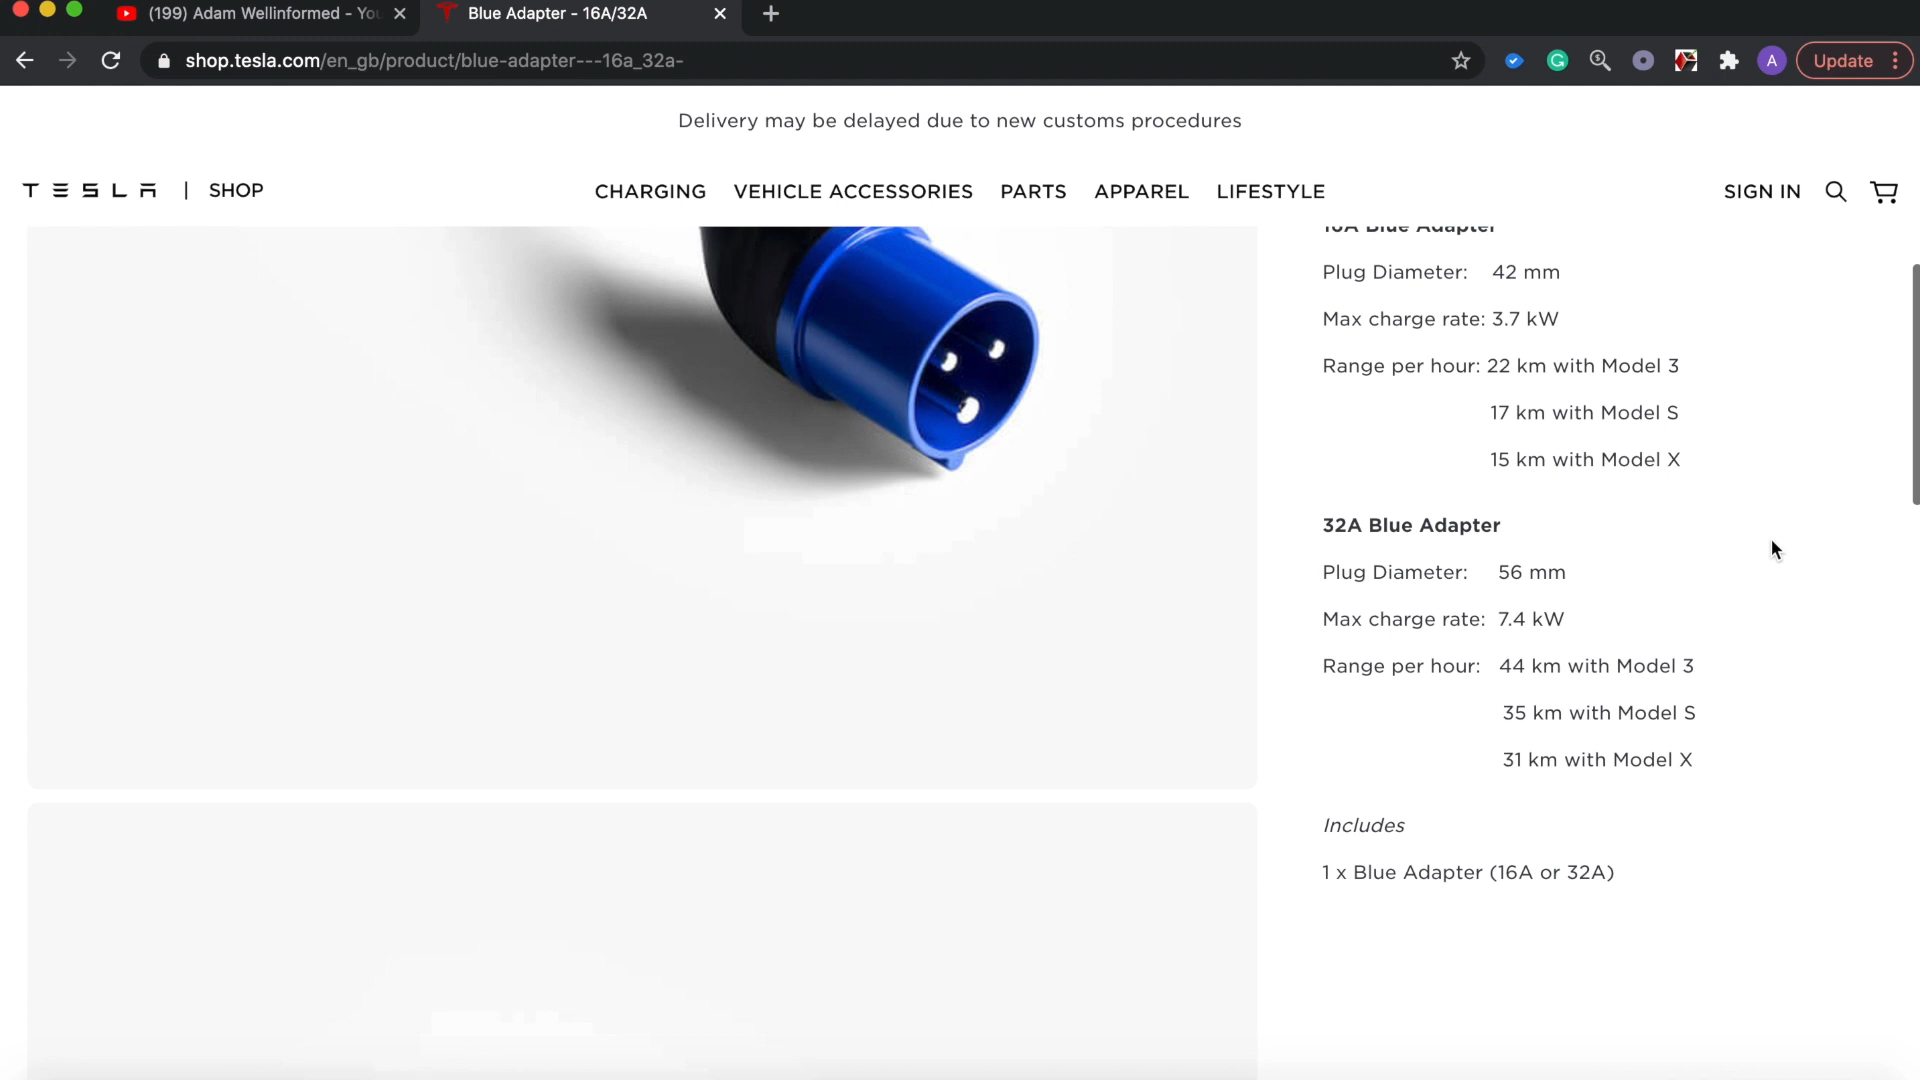 (199) Adam Wellinformed - You
Blue Adapter - 16A/32A
shop.tesla.com/en_gb/product/blue-adapter---16a_32a-
A
Update
Delivery may be delayed due to new customs procedures
TESLA | SHOP
CHARGING
VEHICLE ACCESSORIES
PARTS
APPAREL
LIFESTYLE
SIGN IN
16A Blue Adapter
Plug Diameter: 42 mm
Max charge rate: 3.7 kW
Range per hour: 22 km with Model 3
17 km with Model S
15 km with Model X
32A Blue Adapter
Plug Diameter: 56 mm
Max charge rate: 7.4 kW
Range per hour: 44 km with Model 3
35 km with Model S
31 km with Model X
Includes
1 x Blue Adapter (16A or 32A)